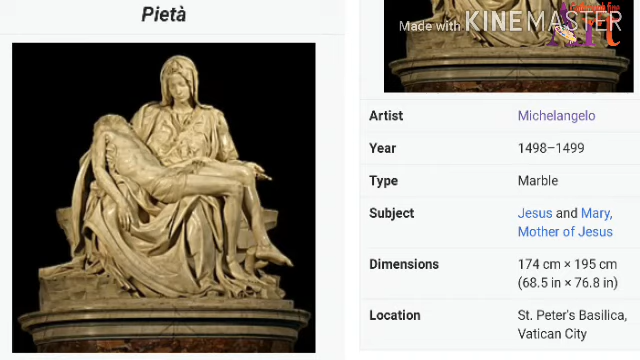 Pietà
Made with KINEMASTER
Artist Michelangelo
Year 1498–1499
Type Marble
Subject Jesus and Mary,
Mother of Jesus
Dimensions 174 cm × 195 cm
(68.5 in × 76.8 in)
Location St. Peter's Basilica,
Vatican City